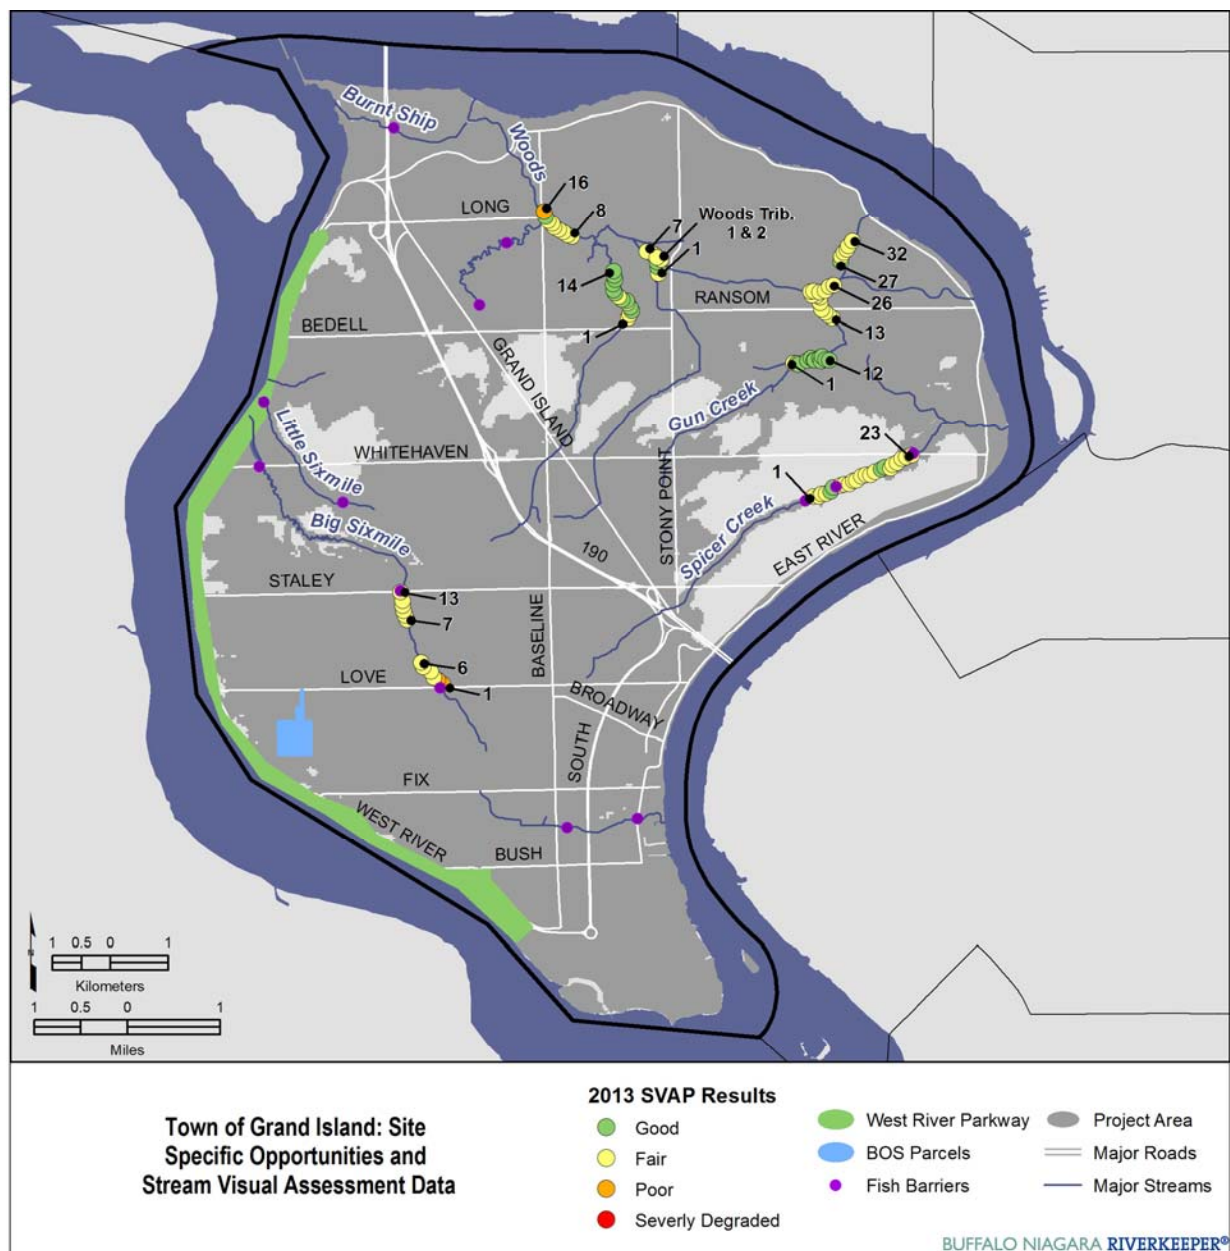 Burnt Ship
Woods
16
LONG
8
7
Woods Trib.
1 & 2
1
32
27
14
26
RANSOM
13
BEDELL
1
GRAND ISLAND
1
12
Gun Creek
Little Sixmile
WHITEHAVEN
23
1
Big Sixmile
STONY POINT
Spicer Creek
EAST RIVER
190
STALEY
13
7
BASELINE
6
LOVE
1
BROADWAY
SOUTH
FIX
WEST RIVER
BUSH
N
1 0.5 0 1
Kilometers
1 0.5 0 1
Miles
Town of Grand Island: Site
Specific Opportunities and
Stream Visual Assessment Data
2013 SVAP Results
Good
Fair
Poor
Severly Degraded
West River Parkway
BOS Parcels
Fish Barriers
Project Area
Major Roads
Major Streams
BUFFALO NIAGARA RIVERKEEPER®